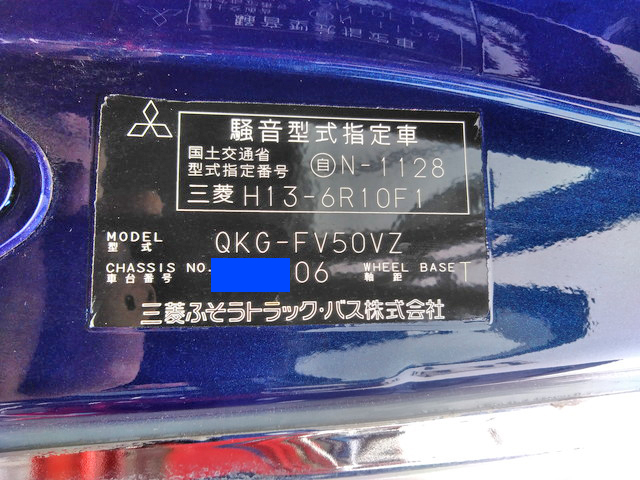 騒音型式指定車
国土交通省
型式指定番号 自N-1128
三菱 H13-6R10F1
MODEL
型式 QKG-FV50VZ
CHASSIS NO. 06 WHEEL BASE T
車台番号 軸距
三菱ふそうトラック・バス株式会社